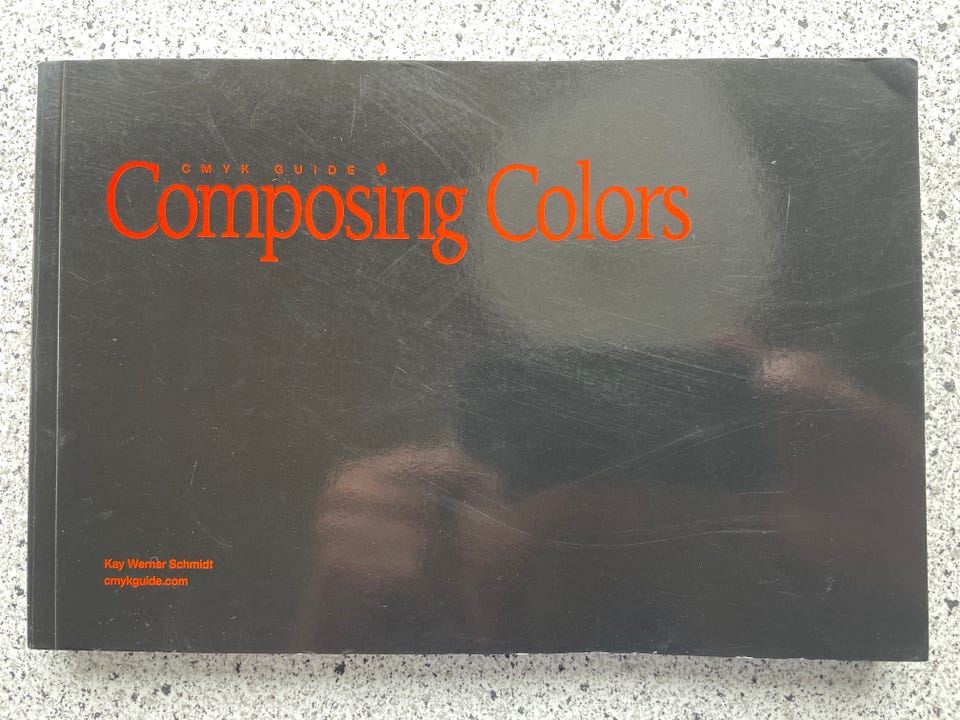 CMYK GUIDE
Composing Colors
Kay Werner Schmidt
cmykguide.com